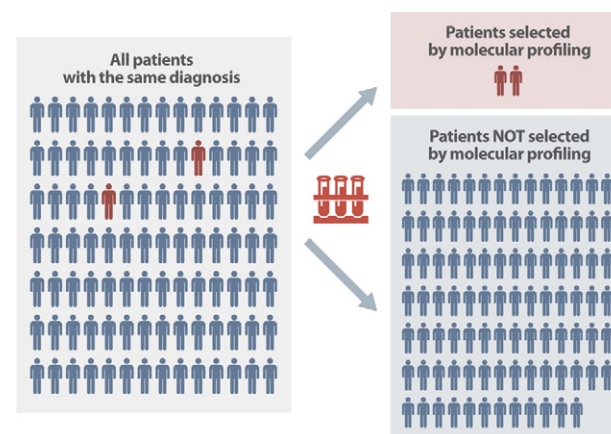 All patients
with the same diagnosis
Patients selected
by molecular profiling
Patients NOT selected
by molecular profiling